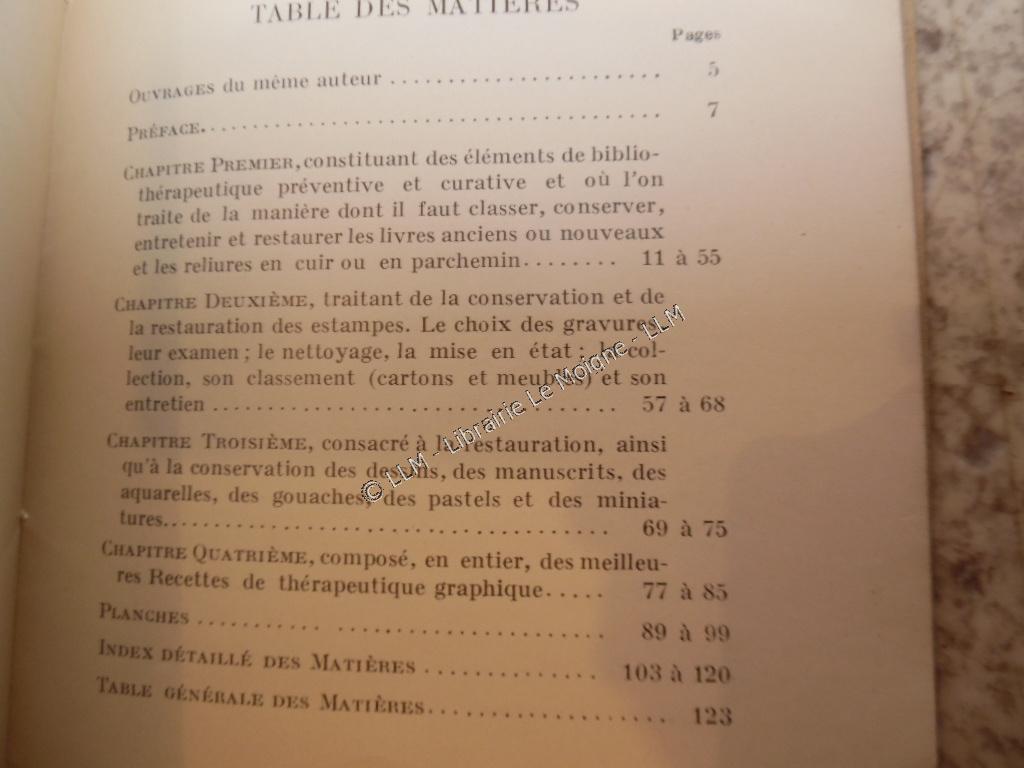 TABLE DES MATIÈRES
Pages
OUVRAGES du même auteur ........................ 5
PRÉFACE........................................ 7
CHAPITRE PREMIER, constituant des éléments de biblio-
thérapeutique préventive et curative et où l'on
traite de la manière dont il faut classer, conserver,
entretenir et restaurer les livres anciens ou nouveaux
et les reliures en cuir ou en parchemin........ 11 à 55
CHAPITRE DEUXIÈME, traitant de la conservation et de
la restauration des estampes. Le choix des gravures,
leur examen ; le nettoyage, la mise en état ; la col-
lection, son classement (cartons et meubles) et son
entretien ................................... 57 à 68
CHAPITRE TROISIÈME, consacré à la restauration, ainsi
qu'à la conservation des dessins, des manuscrits, des
aquarelles, des gouaches, des pastels et des minia-
tures....................................... 69 à 75
CHAPITRE QUATRIÈME, composé, en entier, des meilleu-
res Recettes de thérapeutique graphique..... 77 à 85
PLANCHES ........... ....................... 89 à 99
INDEX DÉTAILLÉ DES MATIÈRES ............... 103 à 120
TABLE GÉNÉRALE DES MATIÈRES..................... 123
© LLM - Librairie Le Moigne - LLM